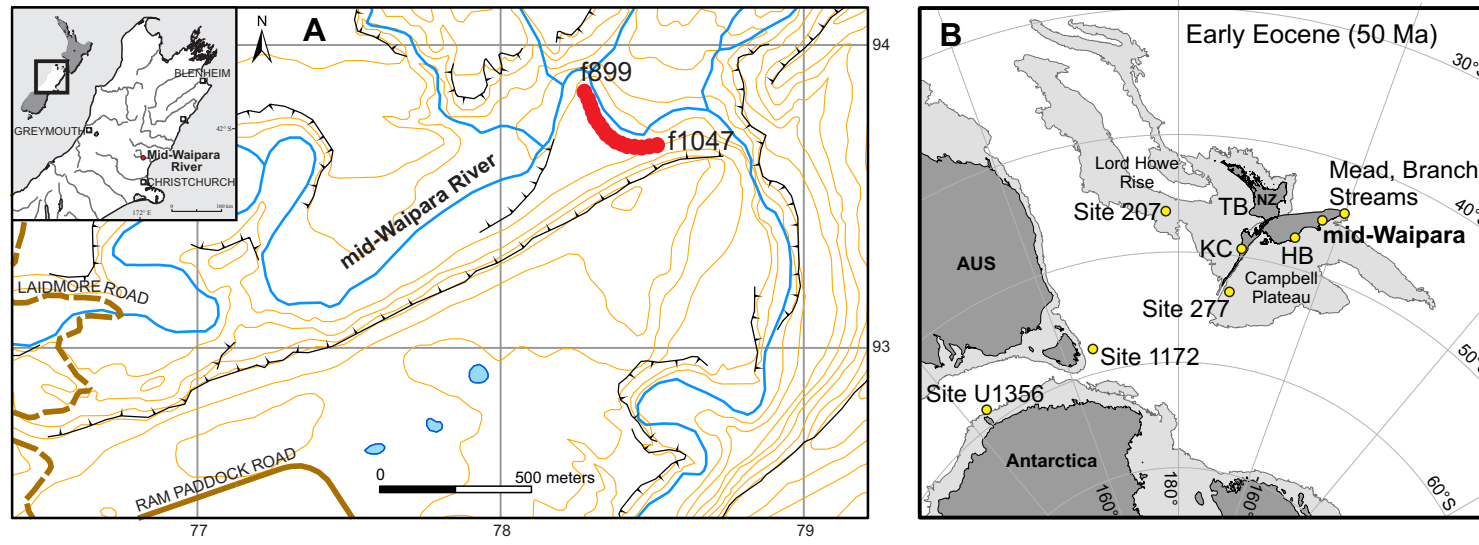 N
A
BLENHEIM
GREYMOUTH
42° S
Mid-Waipara
River
CHRISTCHURCH
172° E
0
100 km
f899
f1047
mid-Waipara River
LAIDMORE ROAD
RAM PADDOCK ROAD
0
500 meters
94
93
77
78
79
B
Early Eocene (50 Ma)
30°S
Lord Howe
Rise
Mead, Branch
Streams
NZ
TB
40°S
Site 207
mid-Waipara
KC
HB
AUS
Campbell
Plateau
Site 277
Site 1172
50°S
Site U1356
Antarctica
160°
180°
160°
60°S